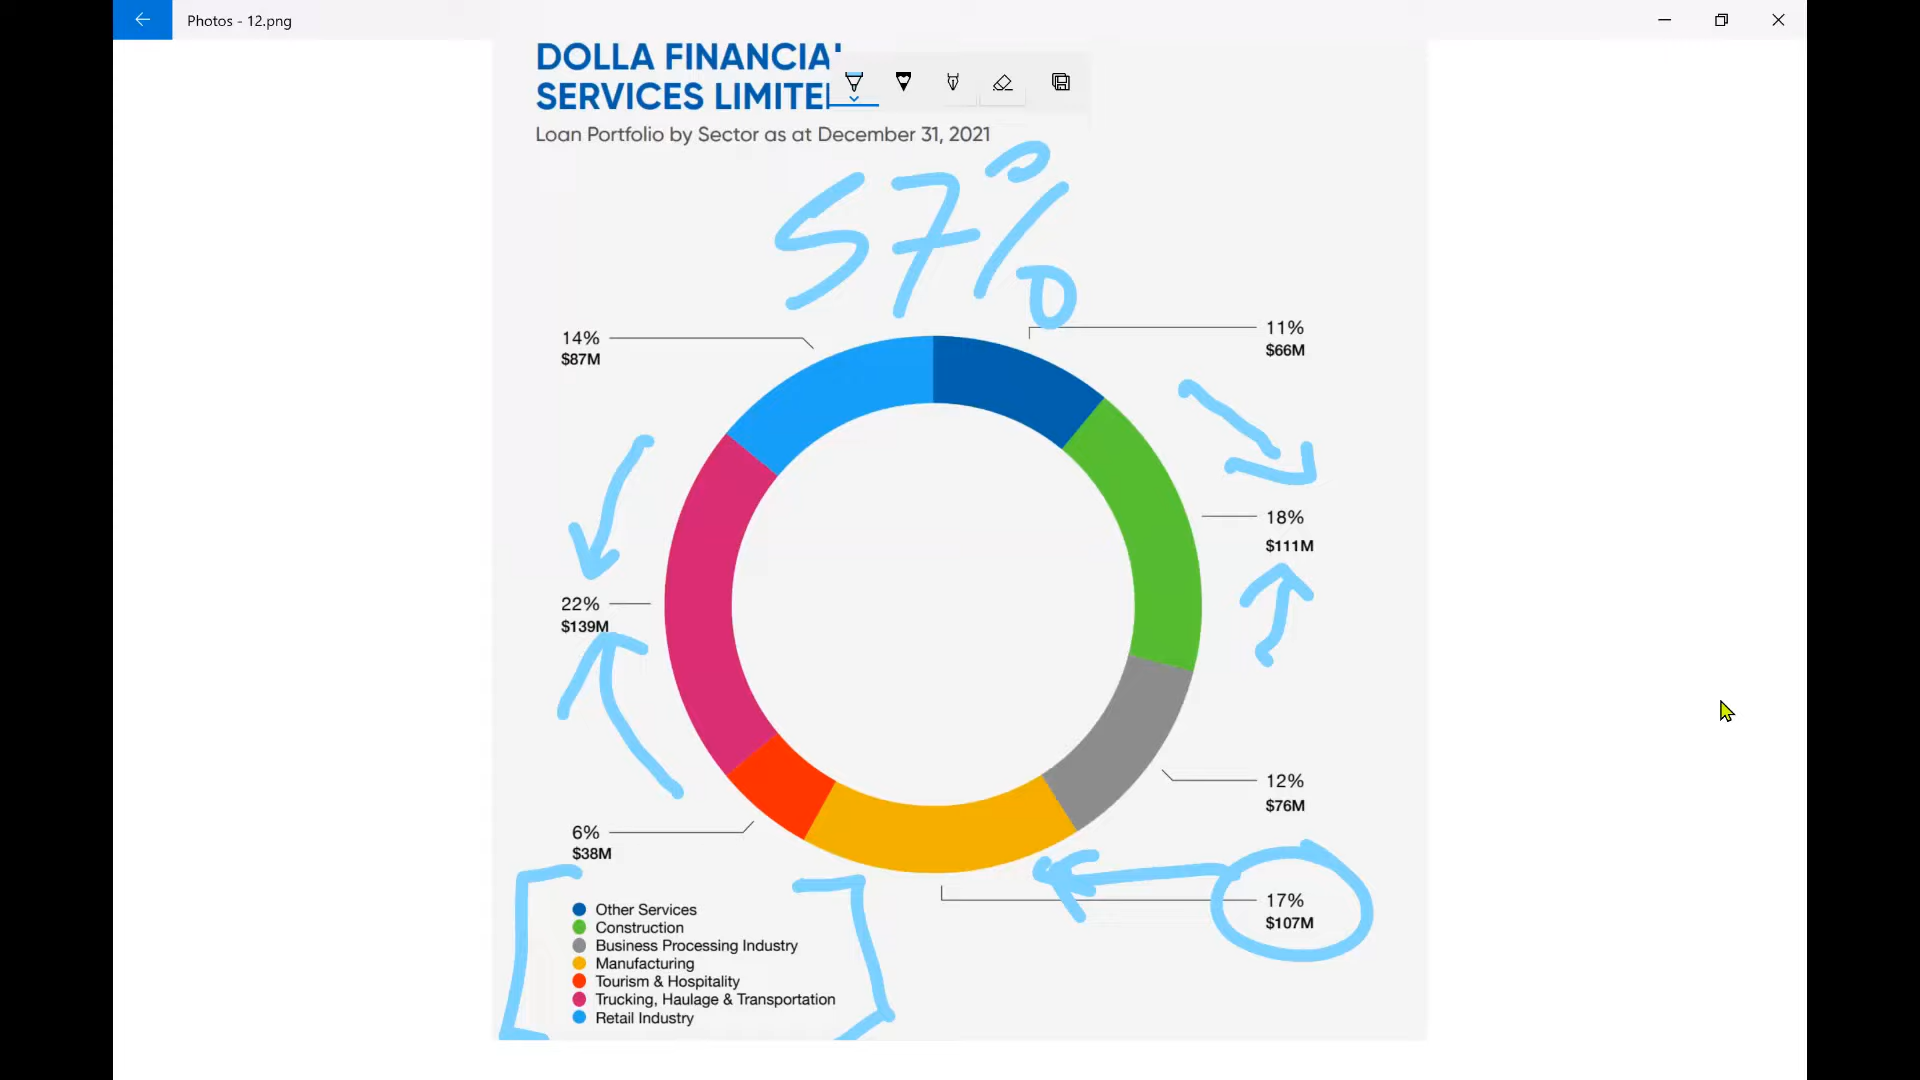 Photos - 12.png
DOLLA FINANCIAL
SERVICES LIMITED
Loan Portfolio by Sector as at December 31, 2021
57%
14%
$87M
11%
$66M
18%
$111M
22%
$139M
12%
$76M
6%
$38M
17%
$107M
Other Services
Construction
Business Processing Industry
Manufacturing
Tourism & Hospitality
Trucking, Haulage & Transportation
Retail Industry